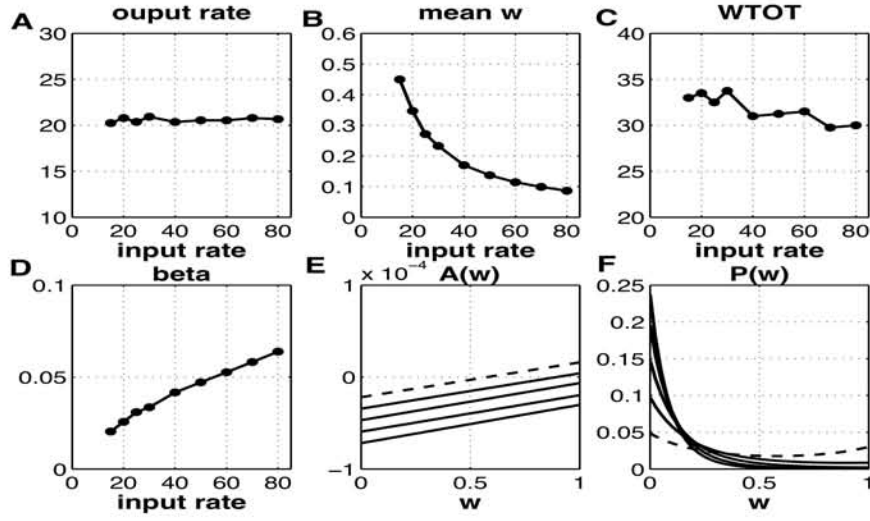 A
ouput rate
30
25
20
15
10
0 20 40 60 80
input rate
B
mean w
0.6
0.5
0.4
0.3
0.2
0.1
0
0 20 40 60 80
input rate
C
WTOT
40
35
30
25
20
0 20 40 60 80
input rate
D
beta
0.1
0.05
0
0 20 40 60 80
input rate
E
A(w)
× 10⁻⁴
1
0
−1
0 0.5 1
w
F
P(w)
0.25
0.2
0.15
0.1
0.05
0
0 0.5 1
w